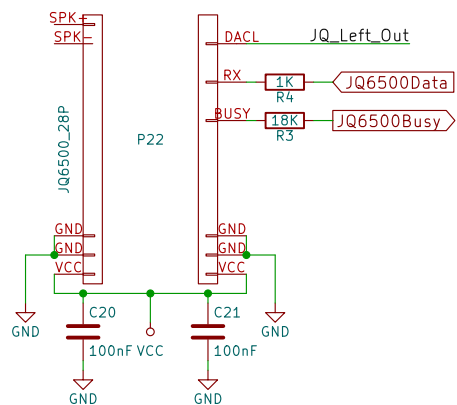 SPK+
SPK-
DACL
JQ_Left_Out
RX
1K
R4
JQ6500Data
BUSY
18K
R3
JQ6500Busy
JQ6500_28P
P22
GND
GND
VCC
GND
GND
VCC
GND
GND
C20
100nF
VCC
C21
100nF
GND
GND